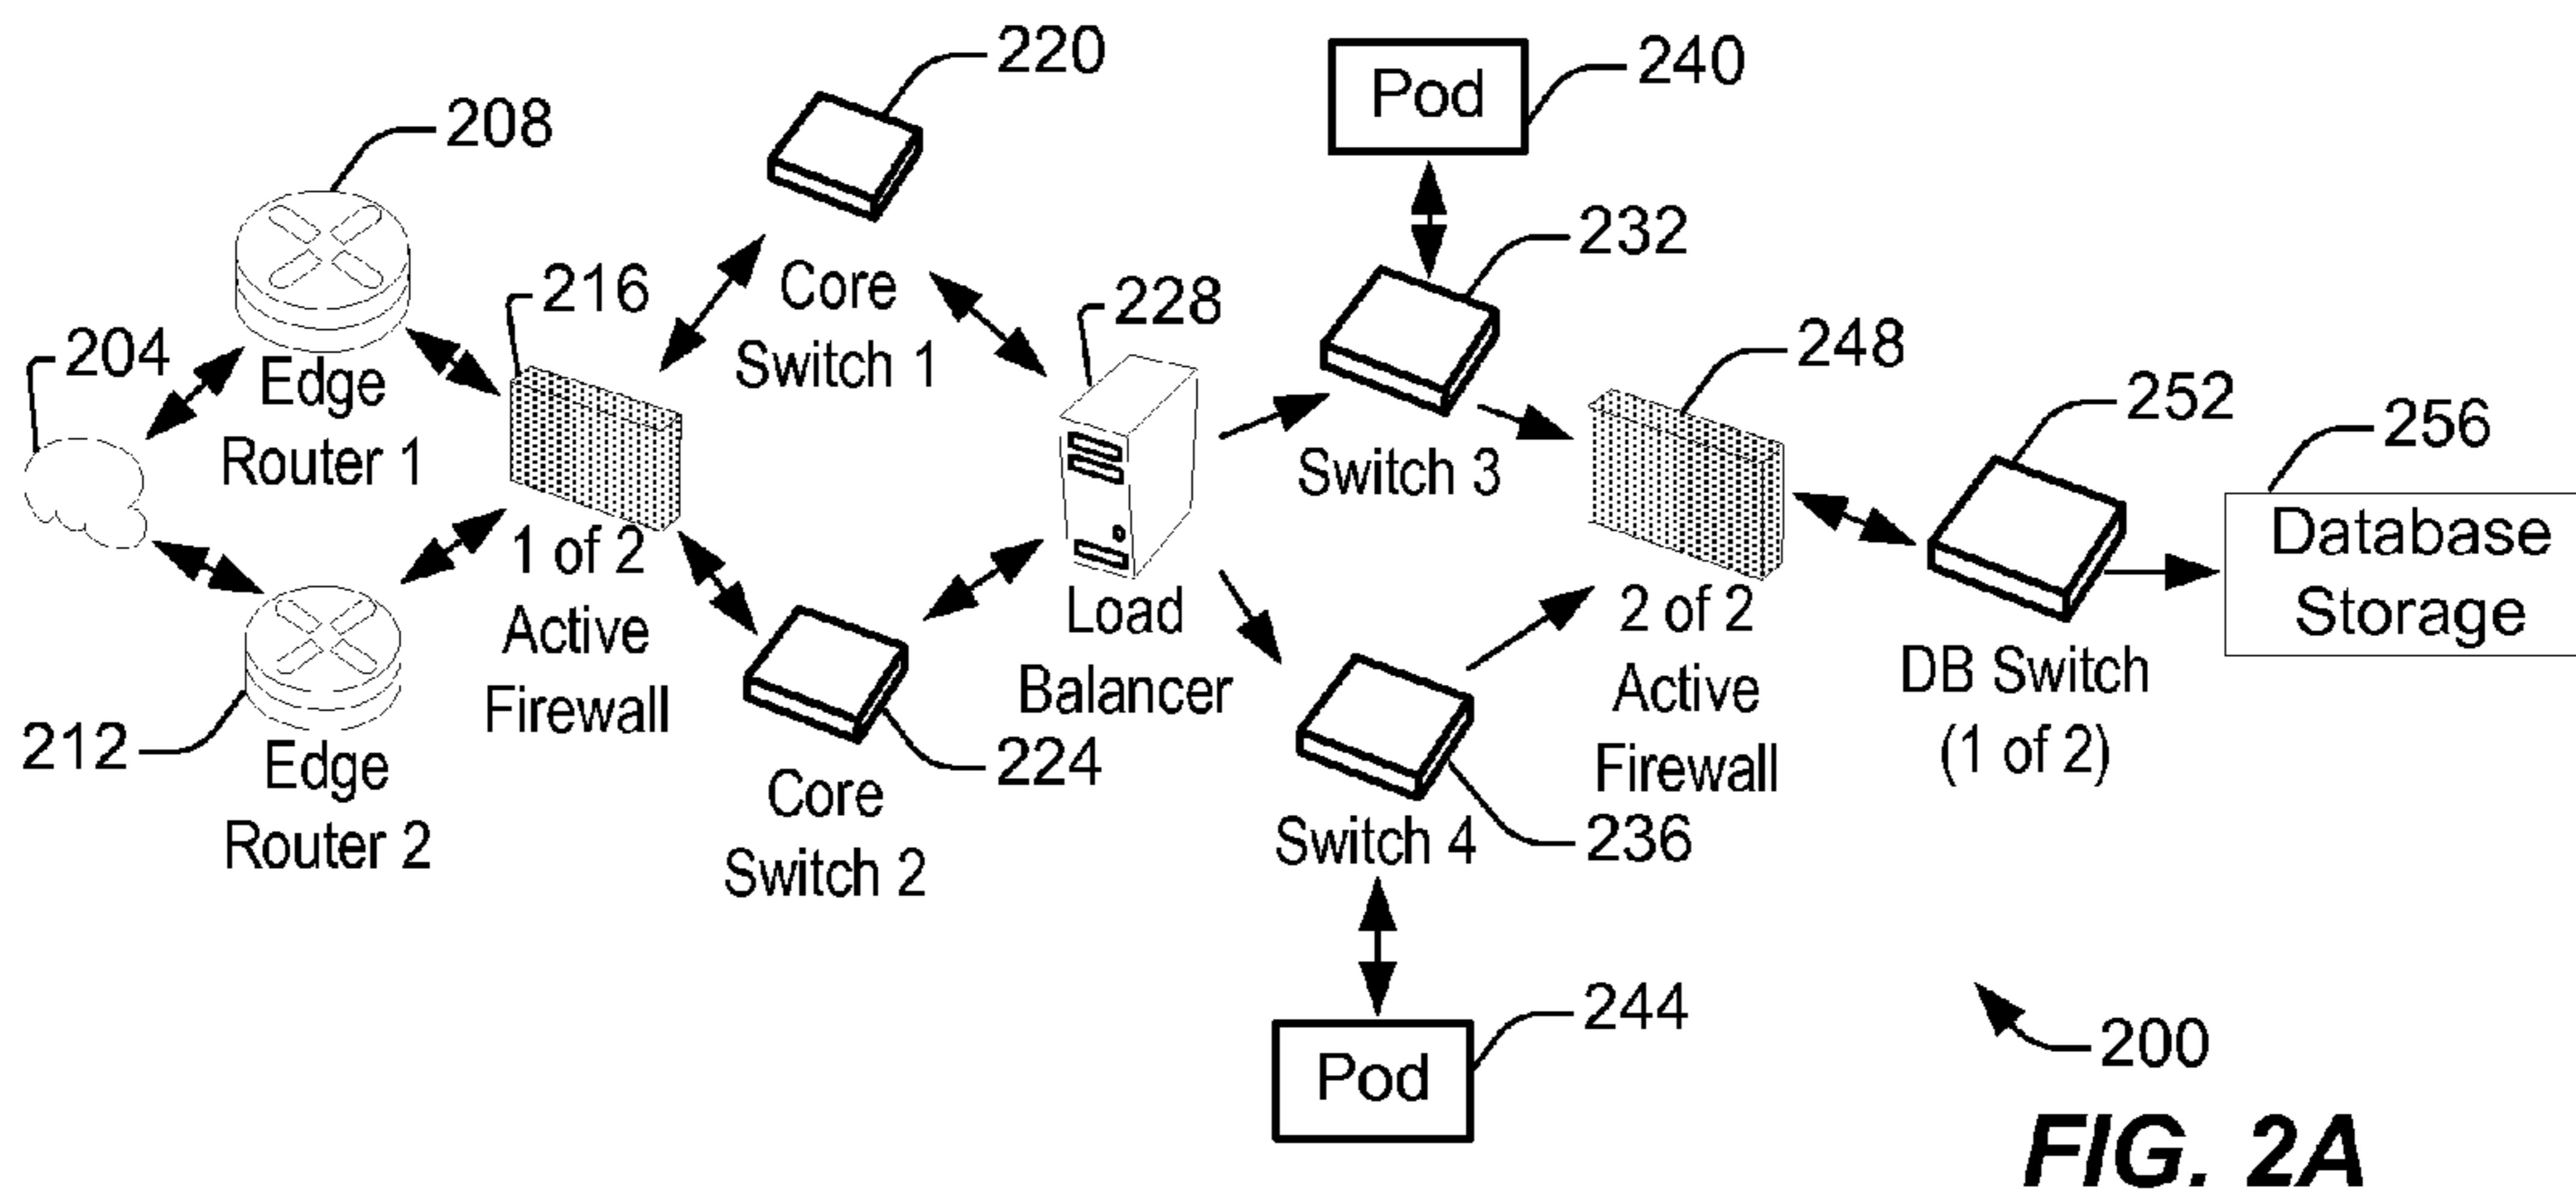 220
240
Pod
208
232
216
Core
Switch 1
228
248
204
Edge
Router 1
252
256
Switch 3
Database
Storage
1 of 2
Active
Firewall
Load
Balancer
2 of 2
Active
Firewall
DB Switch
(1 of 2)
212
Edge
Router 2
224
Core
Switch 2
Switch 4
236
244
Pod
200
FIG. 2A